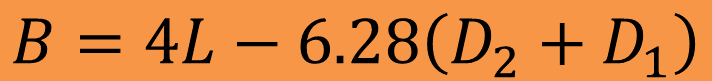 B = 4L − 6.28(D₂ + D₁)